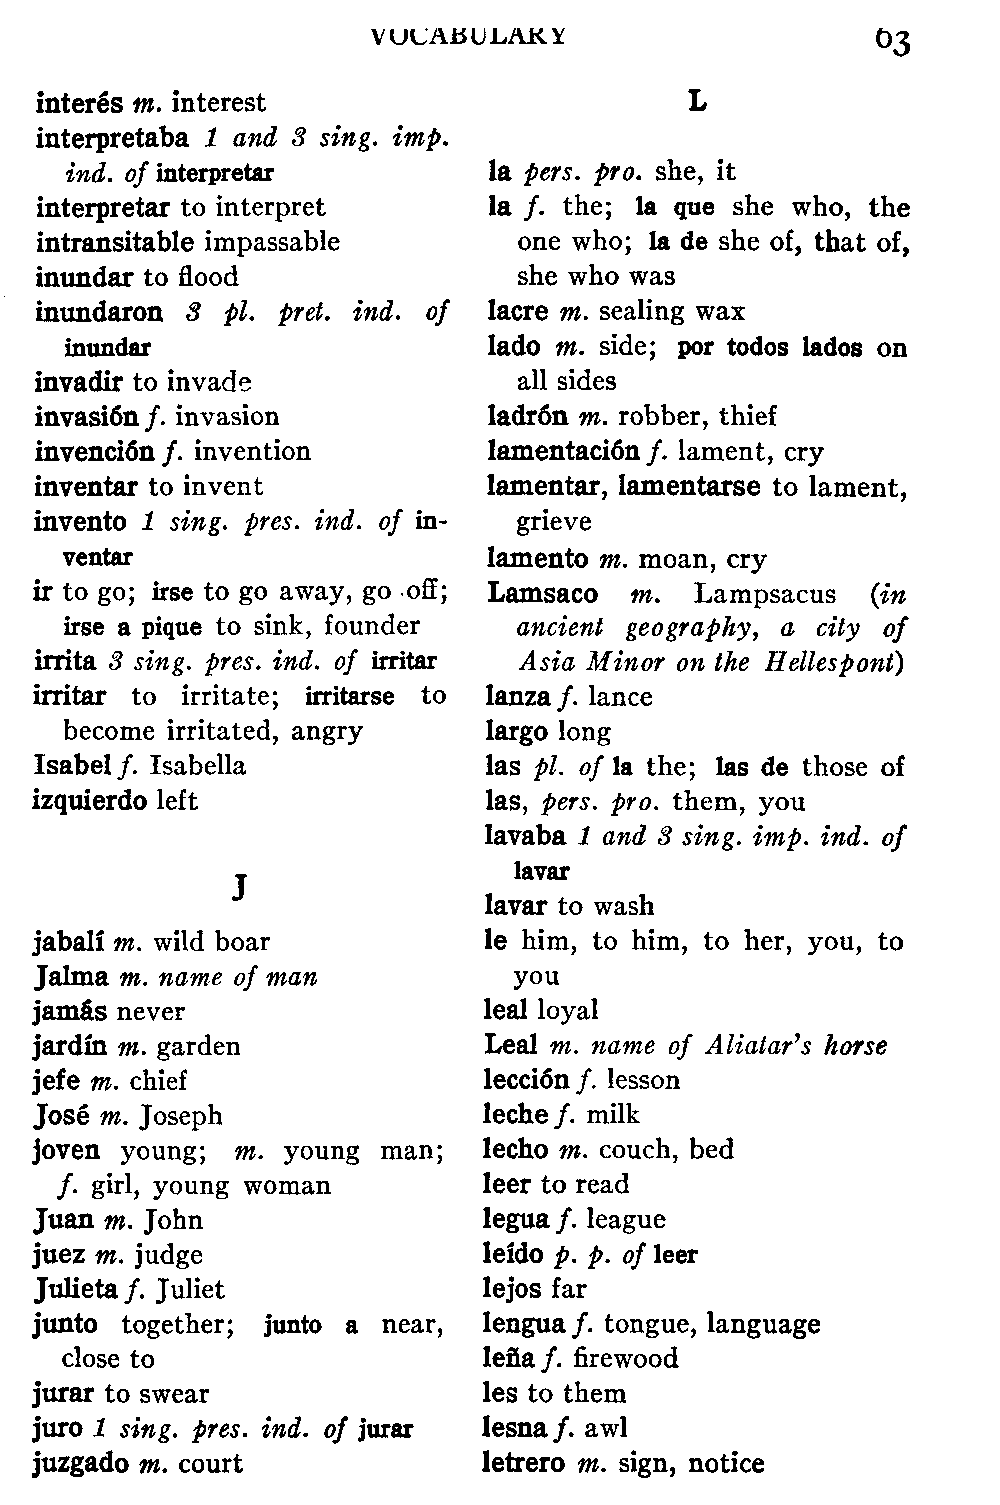 VOCABULARY 63
interés m. interest
interpretaba 1 and 3 sing. imp.
ind. of interpretar
interpretar to interpret
intransitable impassable
inundar to flood
inundaron 3 pl. pret. ind. of
inundar
invadir to invade
invasión f. invasion
invención f. invention
inventar to invent
invento 1 sing. pres. ind. of in-
ventar
ir to go; irse to go away, go off;
irse a pique to sink, founder
irrita 3 sing. pres. ind. of irritar
irritar to irritate; irritarse to
become irritated, angry
Isabel f. Isabella
izquierdo left
J
jabalí m. wild boar
Jalma m. name of man
jamás never
jardín m. garden
jefe m. chief
José m. Joseph
joven young; m. young man;
f. girl, young woman
Juan m. John
juez m. judge
Julieta f. Juliet
junto together; junto a near,
close to
jurar to swear
juro 1 sing. pres. ind. of jurar
juzgado m. court
L
la pers. pro. she, it
la f. the; la que she who, the
one who; la de she of, that of,
she who was
lacre m. sealing wax
lado m. side; por todos lados on
all sides
ladrón m. robber, thief
lamentación f. lament, cry
lamentar, lamentarse to lament,
grieve
lamento m. moan, cry
Lamsaco m. Lampsacus (in
ancient geography, a city of
Asia Minor on the Hellespont)
lanza f. lance
largo long
las pl. of la the; las de those of
las, pers. pro. them, you
lavaba 1 and 3 sing. imp. ind. of
lavar
lavar to wash
le him, to him, to her, you, to
you
leal loyal
Leal m. name of Aliatar's horse
lección f. lesson
leche f. milk
lecho m. couch, bed
leer to read
legua f. league
leído p. p. of leer
lejos far
lengua f. tongue, language
leña f. firewood
les to them
lesna f. awl
letrero m. sign, notice